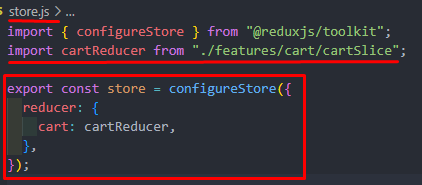 store.js > ...
import { configureStore } from "@reduxjs/toolkit";
import cartReducer from "./features/cart/cartSlice";
export const store = configureStore({
reducer: {
cart: cartReducer,
},
});